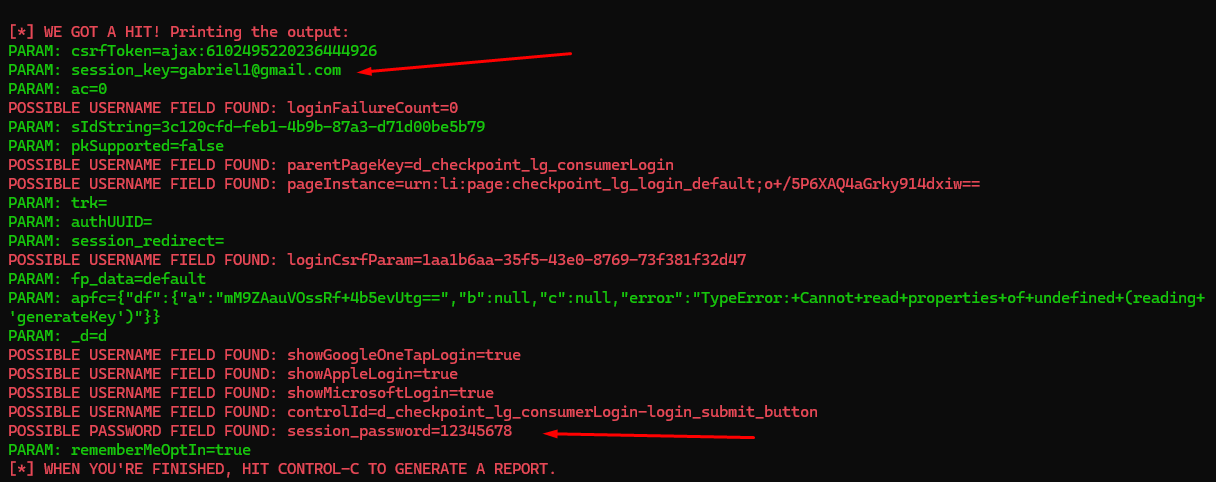 [*] WE GOT A HIT! Printing the output:
PARAM: csrfToken=ajax:6102495220236444926
PARAM: session_key=gabriel1@gmail.com
PARAM: ac=0
POSSIBLE USERNAME FIELD FOUND: loginFailureCount=0
PARAM: sIdString=3c120cfd-feb1-4b9b-87a3-d71d00be5b79
PARAM: pkSupported=false
POSSIBLE USERNAME FIELD FOUND: parentPageKey=d_checkpoint_lg_consumerLogin
POSSIBLE USERNAME FIELD FOUND: pageInstance=urn:li:page:checkpoint_lg_login_default;o+/5P6XAQ4aGrky914dxiw==
PARAM: trk=
PARAM: authUUID=
PARAM: session_redirect=
POSSIBLE USERNAME FIELD FOUND: loginCsrfParam=1aa1b6aa-35f5-43e0-8769-73f381f32d47
PARAM: fp_data=default
PARAM: apfc={"df":{"a":"mM9ZAauVOssRf+4b5evUtg==","b":null,"c":null,"error":"TypeError:+Cannot+read+properties+of+undefined+(reading+
'generateKey')"}}
PARAM: _d=d
POSSIBLE USERNAME FIELD FOUND: showGoogleOneTapLogin=true
POSSIBLE USERNAME FIELD FOUND: showAppleLogin=true
POSSIBLE USERNAME FIELD FOUND: showMicrosoftLogin=true
POSSIBLE USERNAME FIELD FOUND: controlId=d_checkpoint_lg_consumerLogin-login_submit_button
POSSIBLE PASSWORD FIELD FOUND: session_password=12345678
PARAM: rememberMeOptIn=true
[*] WHEN YOU'RE FINISHED, HIT CONTROL-C TO GENERATE A REPORT.